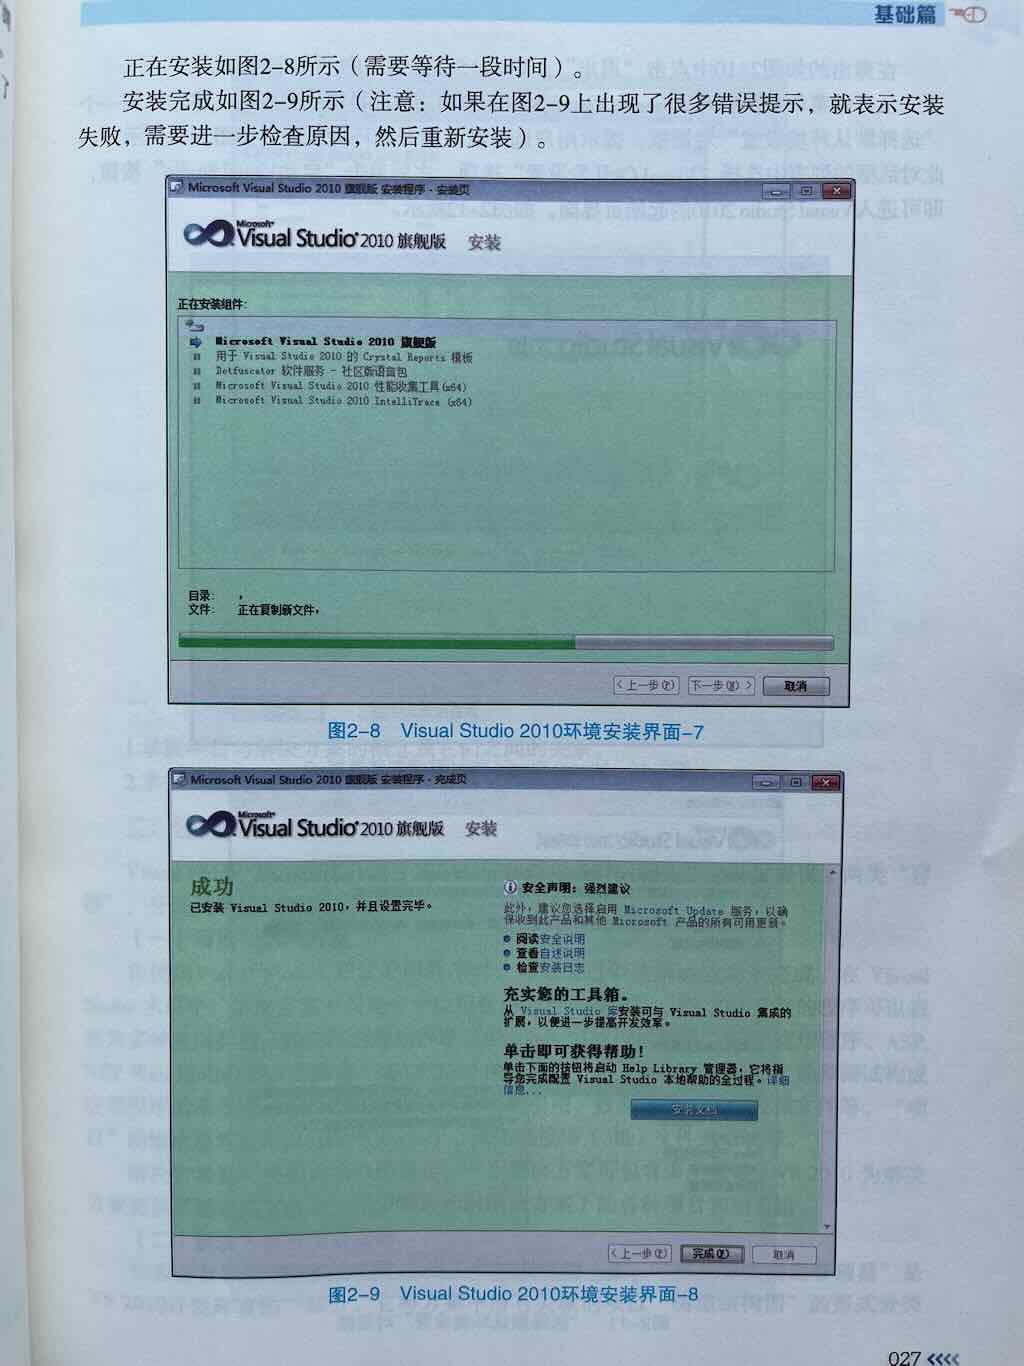 基础篇
正在安装如图2-8所示（需要等待一段时间）。
安装完成如图2-9所示（注意：如果在图2-9上出现了很多错误提示，就表示安装
失败，需要进一步检查原因，然后重新安装）。
Microsoft Visual Studio 2010 旗舰版 安装程序 - 安装页
Microsoft®
Visual Studio® 2010 旗舰版 安装
正在安装组件：
Microsoft Visual Studio 2010 旗舰版
用于 Visual Studio 2010 的 Crystal Reports 模板
Dotfuscator 软件服务 - 社区版语言包
Microsoft Visual Studio 2010 性能收集工具(x64)
Microsoft Visual Studio 2010 IntelliTrace (x64)
目录： ，
文件： 正在复制新文件，
<上一步(P) 下一步(N) > 取消
图2-8 Visual Studio 2010环境安装界面-7
Microsoft Visual Studio 2010 旗舰版 安装程序 - 完成页
Microsoft®
Visual Studio® 2010 旗舰版 安装
成功
已安装 Visual Studio 2010，并且设置完毕。
安全声明：强烈建议
此外，建议您选择启用 Microsoft Update 服务，以确
保收到此产品和其他 Microsoft 产品的所有可用更新。
阅读安全说明
查看自述说明
检查安装日志
充实您的工具箱。
从 Visual Studio 库安装可与 Visual Studio 集成的
扩展，以便进一步提高开发效率。
单击即可获得帮助！
单击下面的按钮将启动 Help Library 管理器，它将指
导您完成配置 Visual Studio 本地帮助的全过程。详细
信息...
安装文档
<上一步(P) 完成(F) 取消
图2-9 Visual Studio 2010环境安装界面-8
027